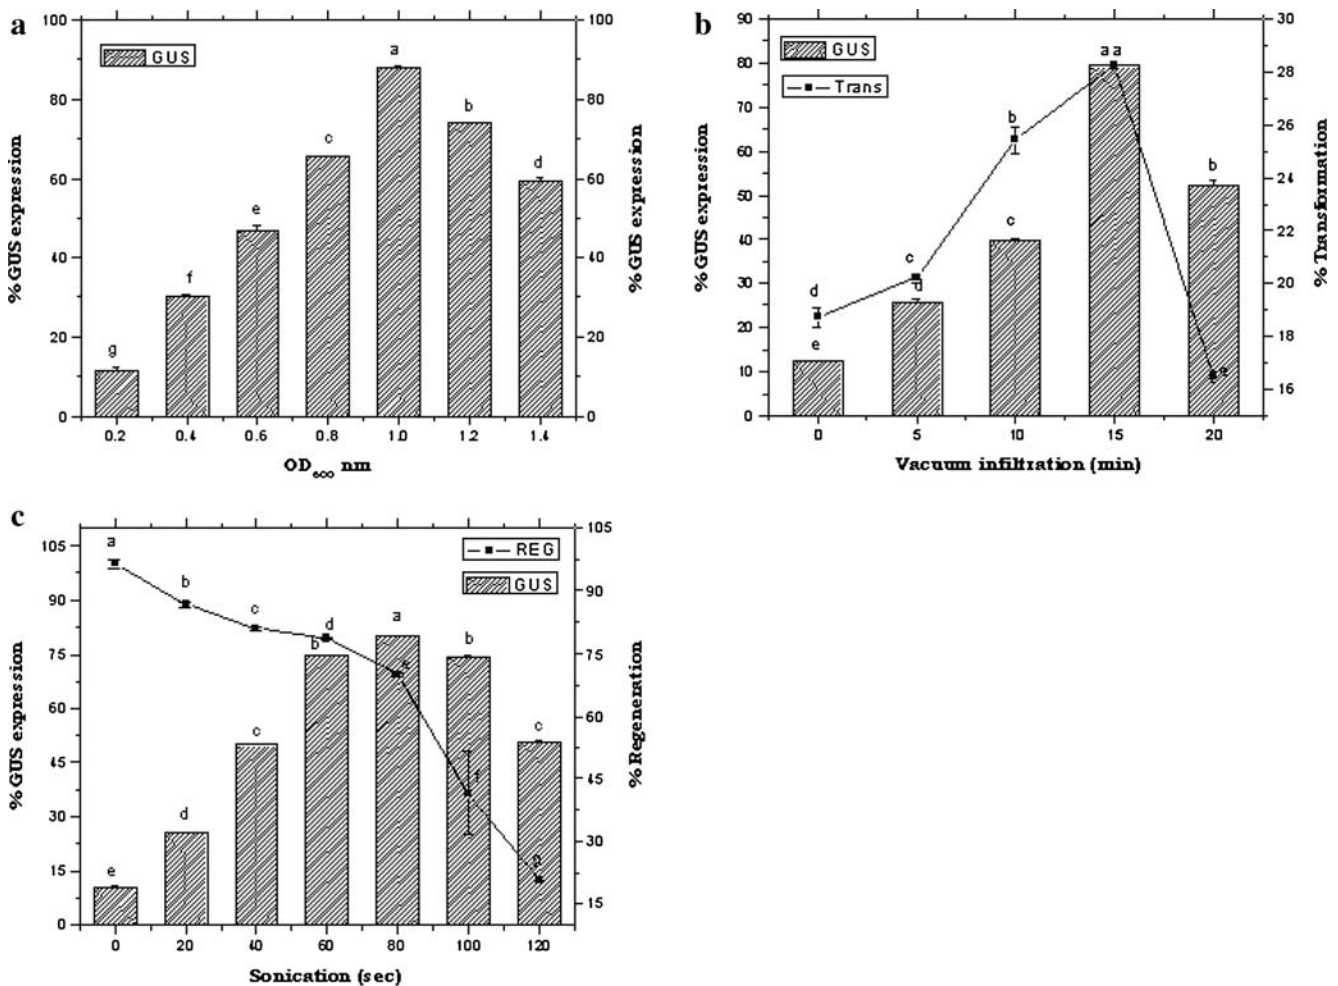 a
GUS
100
80
60
40
20
0
% GUS expression
g
f
e
c
a
b
d
100
80
60
40
20
0
% GUS expression
0.2 0.4 0.6 0.8 1.0 1.2 1.4
OD600 nm
b
GUS
Trans
90
80
70
60
50
40
30
20
10
0
% GUS expression
d
e
c
d
b
c
a a
b
e
30
28
26
24
22
20
18
16
% Transformation
0 5 10 15 20
Vacuum infiltration (min)
c
REG
GUS
105
90
75
60
45
30
15
0
% GUS expression
a
b
c
d
e
f
g
e
d
c
b
a
b
c
105
90
75
60
45
30
15
% Regeneration
0 20 40 60 80 100 120
Sonication (sec)